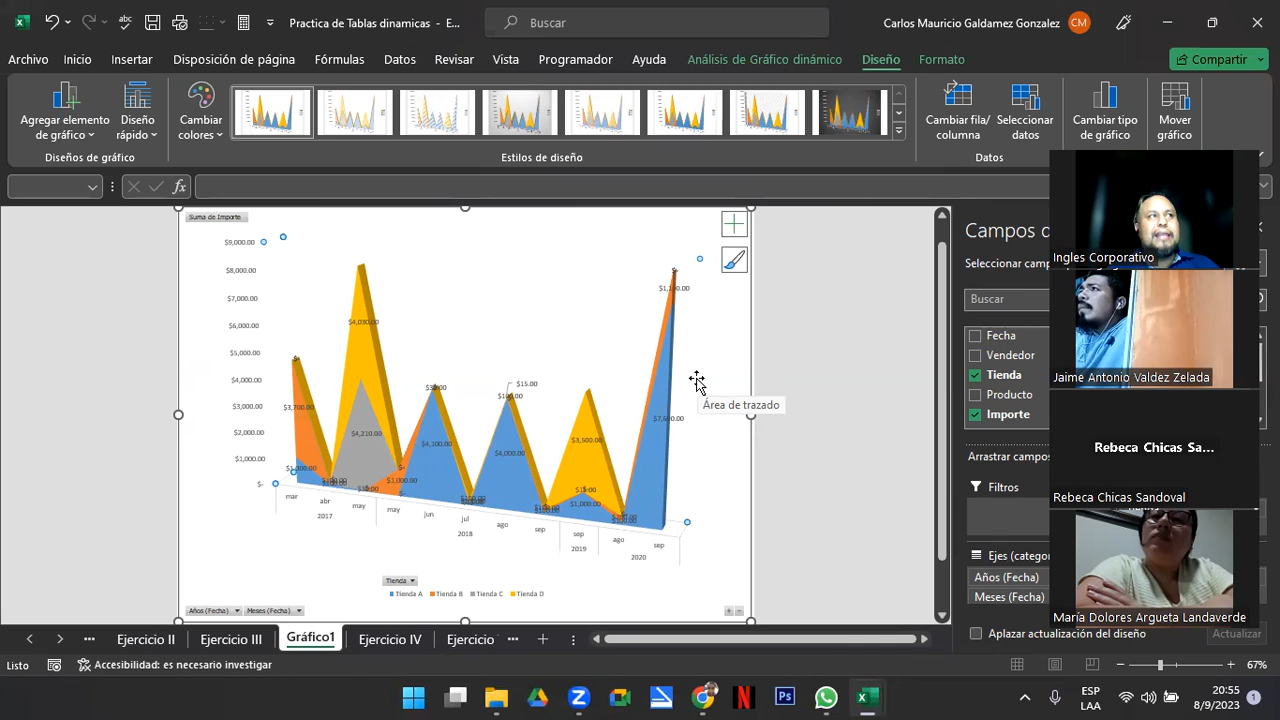 Practica de Tablas Dinamicas - E...
Buscar
Carlos Mauricio Galdamez Gonzalez
CM
Archivo Inicio Insertar Disposición de página Fórmulas Datos Revisar Vista Programador Ayuda Análisis de Gráfico dinámico Diseño Formato
Compartir
Agregar elemento de gráfico
Diseño rápido
Cambiar colores
Cambiar fila/ columna
Seleccionar datos
Cambiar tipo de gráfico
Mover gráfico
Diseños de gráfico
Estilos de diseño
Datos
fx
Suma de Importe
$9,000.00
$8,000.00
$7,000.00
$6,000.00
$5,000.00
$4,000.00
$3,000.00
$2,000.00
$1,000.00
$-
$4,030.00
$3,700.00
$4,210.00
$15.00
$4,100.00
$4,000.00
$3,500.00
$1,000.00
$1,000.00
mar abr may may jun jul ago sep sep ago sep
2017 2018 2019 2020
Área de trazado
Tienda
Tienda A Tienda B Tienda C Tienda D
Años (Fecha) Meses (Fecha)
Campos
Seleccionar camp
Buscar
Fecha
Vendedor
Tienda
Producto
Importe
Filtros
Ejes (categor
Años (Fecha)
Meses (Fecha)
Aplazar actualización del diseño
Actualizar
Ingles Corporativo
Jaime Antonio Valdez Zelada
Rebeca Chicas Sa...
Rebeca Chicas Sandoval
María Dolores Argueta Landaverde
... Ejercicio II Ejercicio III Gráfico1 Ejercicio IV Ejercicio ...
Listo
Accesibilidad: es necesario investigar
67%
ESP
LAA
20:55
8/9/2023